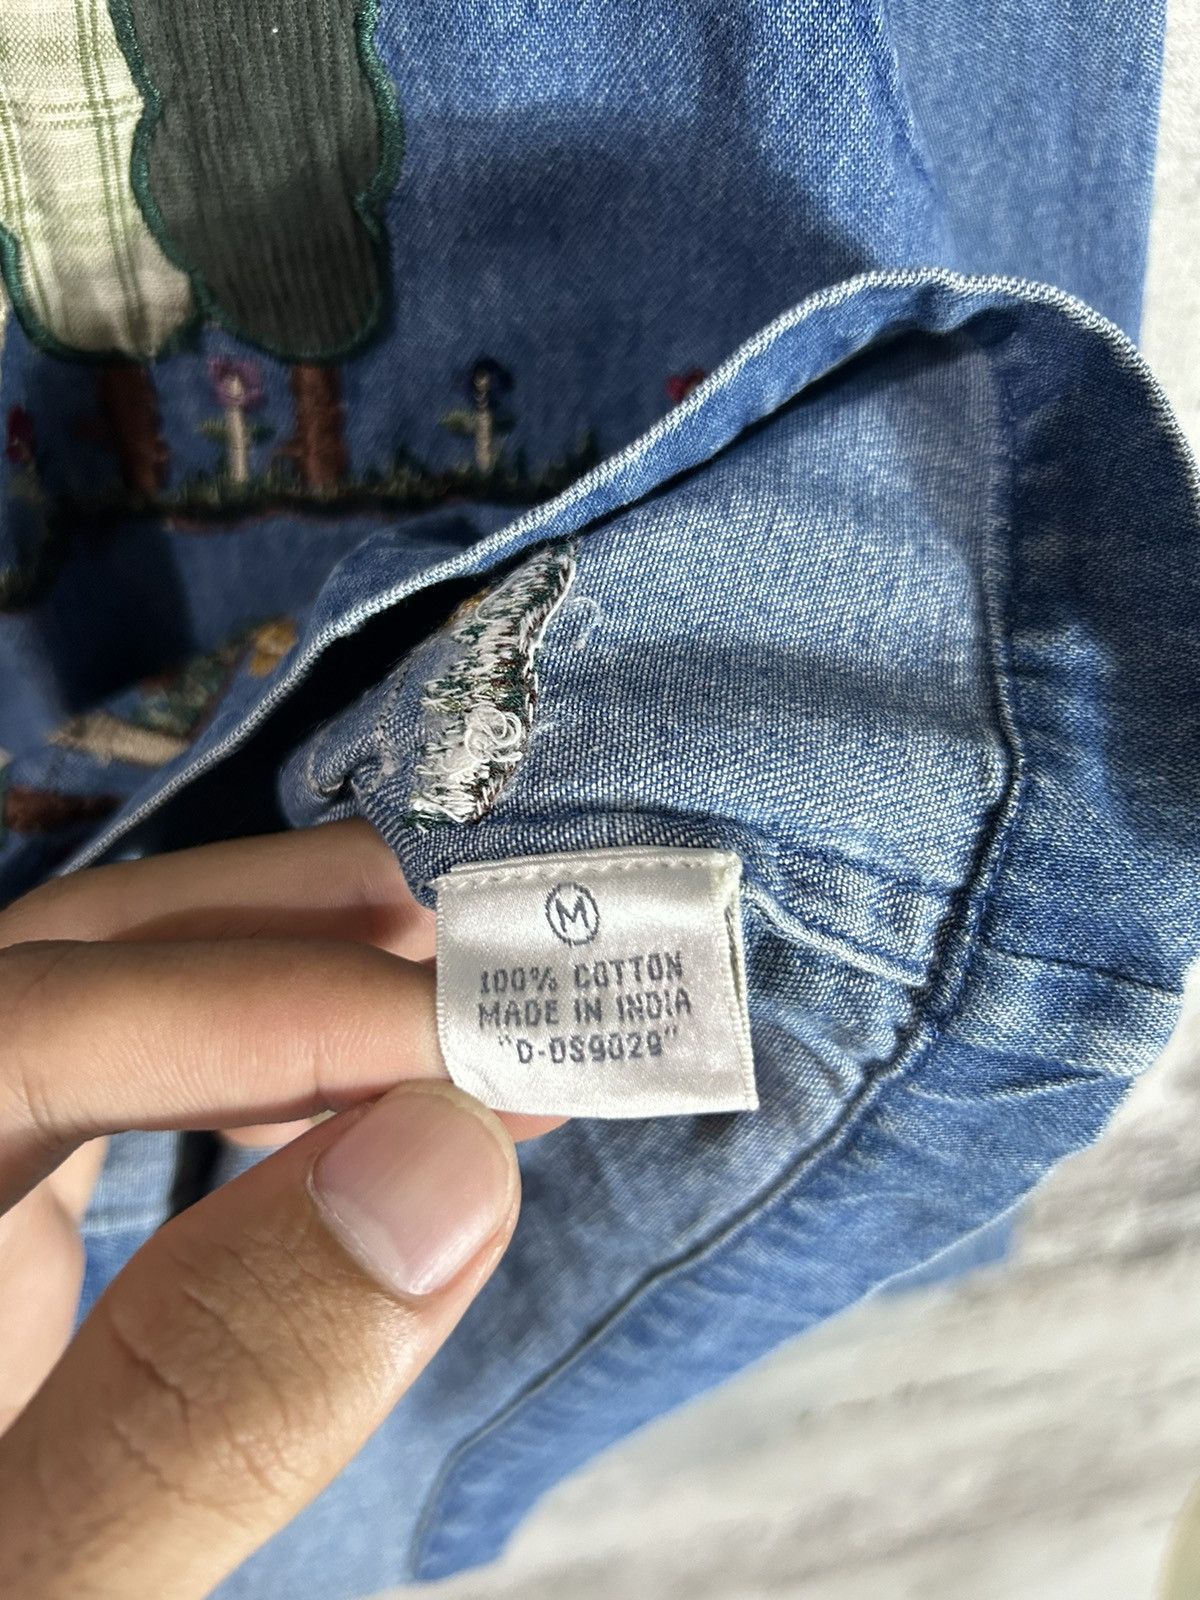 M
100% COTTON
MADE IN INDIA
"D-DS9029"